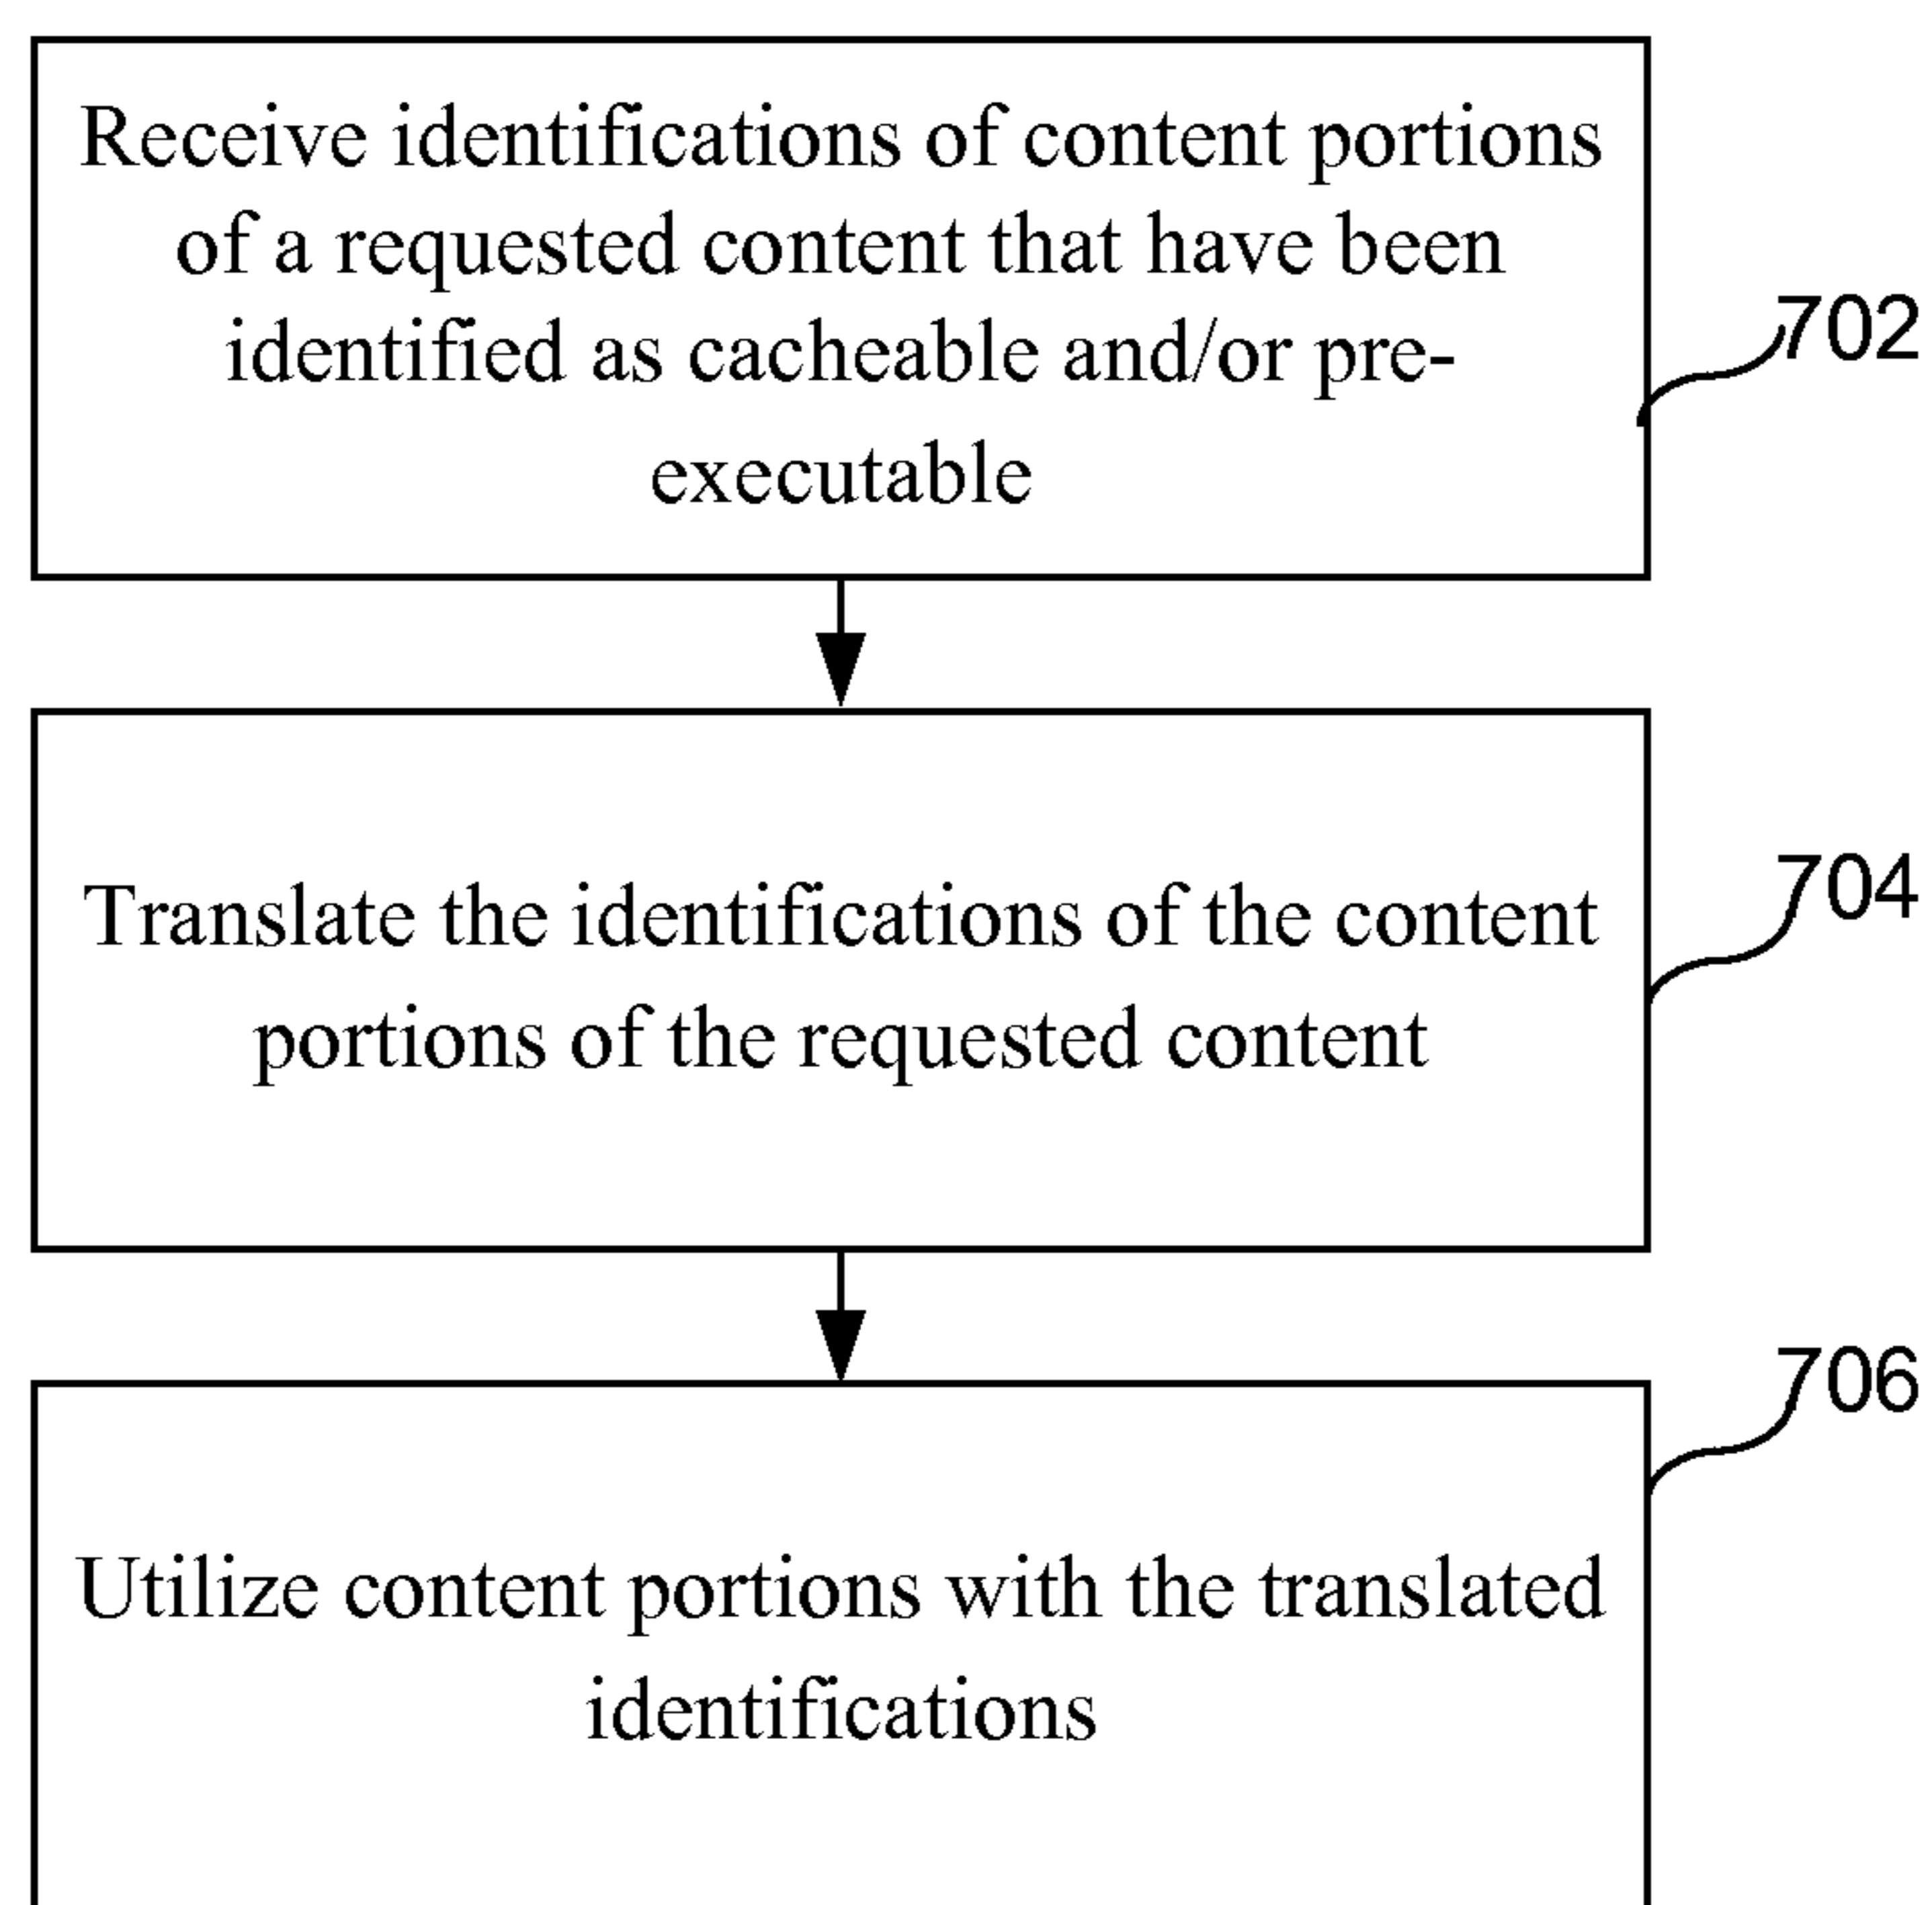 Receive identifications of content portions
of a requested content that have been
identified as cacheable and/or pre-
executable
702
Translate the identifications of the content
portions of the requested content
704
Utilize content portions with the translated
identifications
706